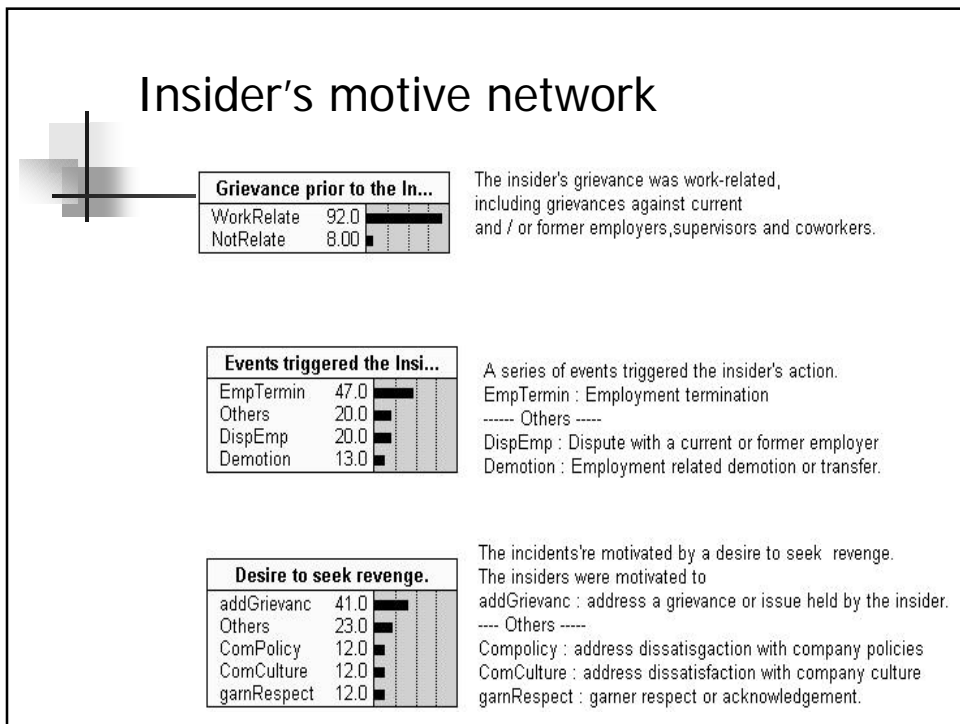 Insider's motive network
Grievance prior to the In...
WorkRelate 92.0
NotRelate 8.00
The insider's grievance was work-related,
including grievances against current
and / or former employers,supervisors and coworkers.
Events triggered the Insi...
EmpTermin 47.0
Others 20.0
DispEmp 20.0
Demotion 13.0
A series of events triggered the insider's action.
EmpTermin : Employment termination
------ Others -----
DispEmp : Dispute with a current or former employer
Demotion : Employment related demotion or transfer.
Desire to seek revenge.
addGrievanc 41.0
Others 23.0
ComPolicy 12.0
ComCulture 12.0
garnRespect 12.0
The incidents're motivated by a desire to seek revenge.
The insiders were motivated to
addGrievanc : address a grievance or issue held by the insider.
---- Others -----
Compolicy : address dissatisgaction with company policies
ComCulture : address dissatisfaction with company culture
garnRespect : garner respect or acknowledgement.